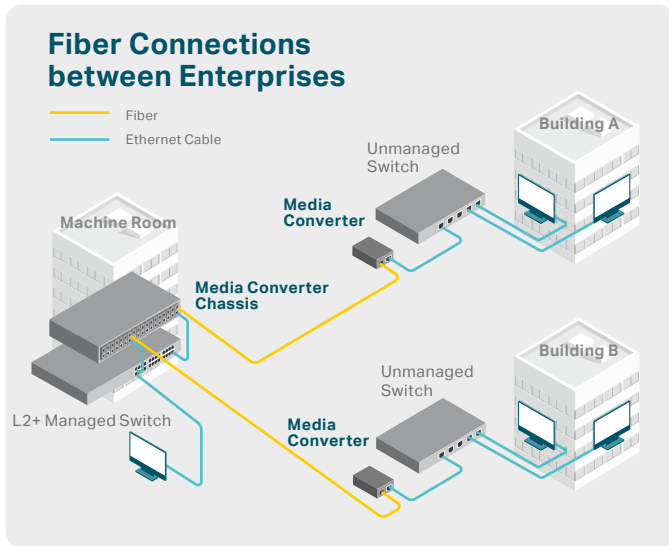 Fiber Connections
between Enterprises
Fiber
Ethernet Cable
Unmanaged
Switch
Building A
Media
Converter
Machine Room
Media Converter
Chassis
Building B
Unmanaged
Switch
L2+ Managed Switch
Media
Converter